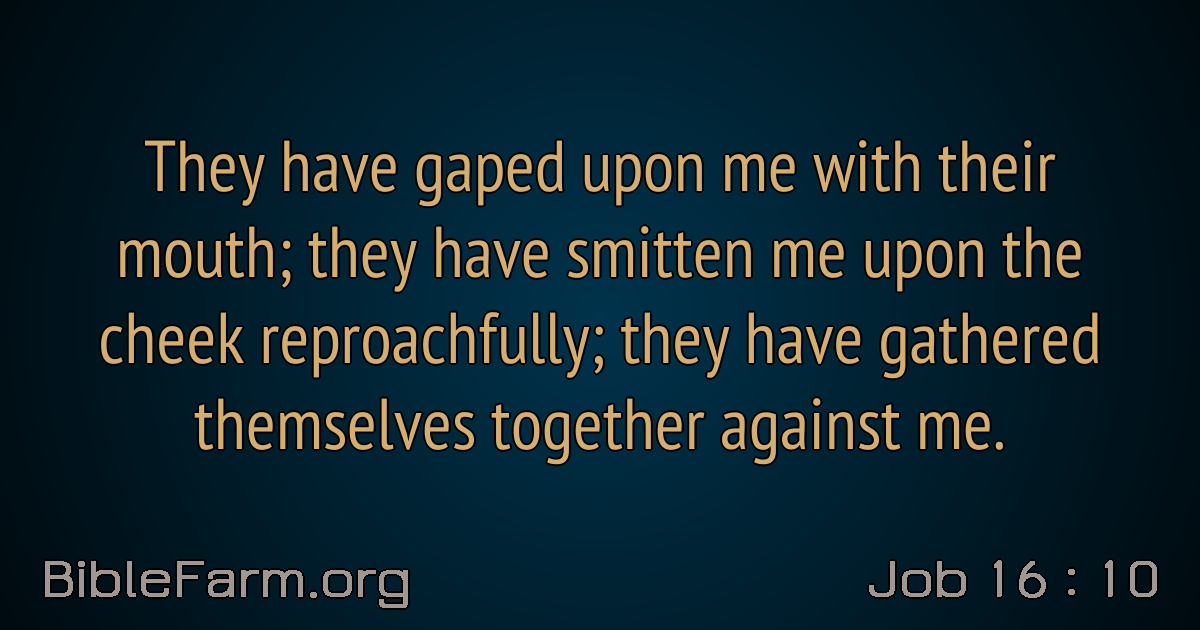 They have gaped upon me with their
mouth; they have smitten me upon the
cheek reproachfully; they have gathered
themselves together against me.
BibleFarm.org
Job 16 : 10